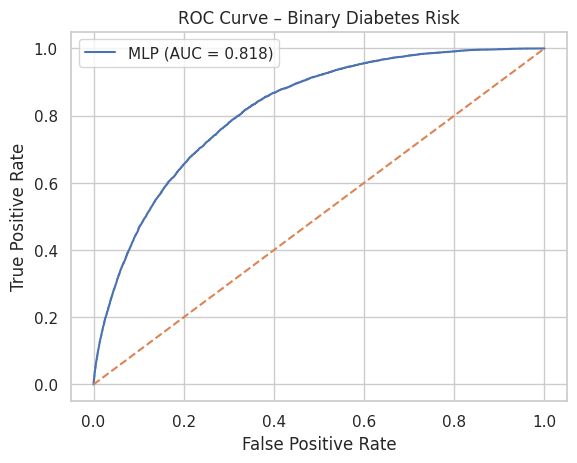 ROC Curve – Binary Diabetes Risk
MLP (AUC = 0.818)
True Positive Rate
1.0
0.8
0.6
0.4
0.2
0.0
0.0 0.2 0.4 0.6 0.8 1.0
False Positive Rate